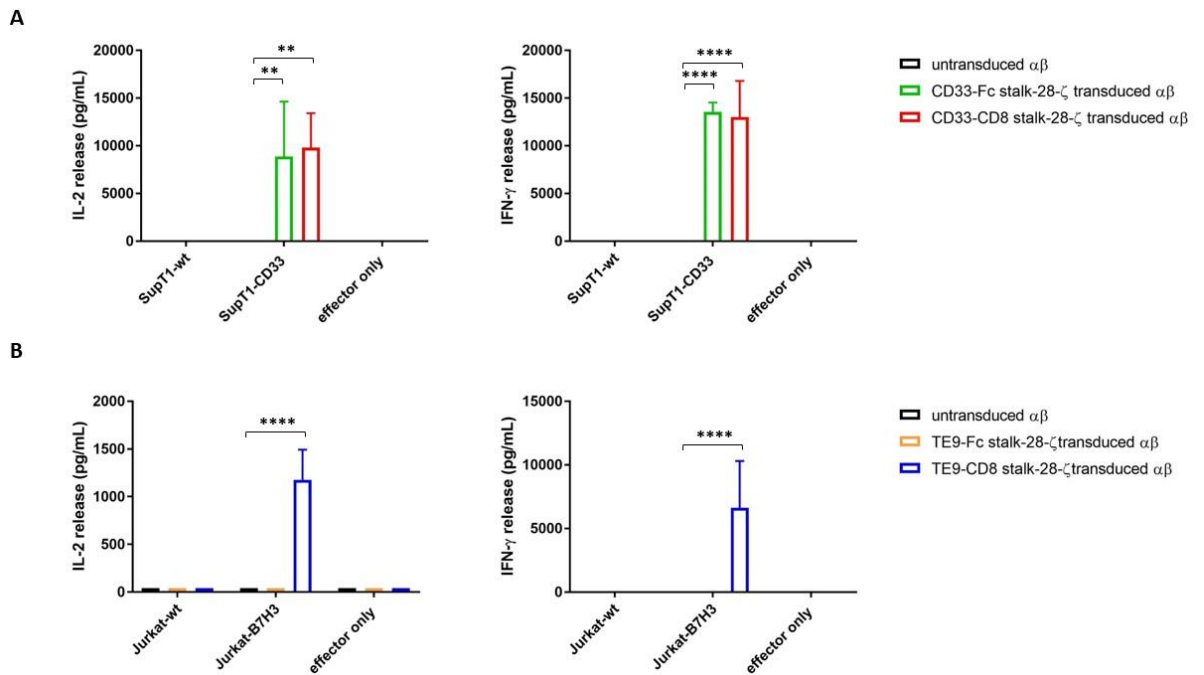 A
20000
15000
10000
5000
0
IL-2 release (pg/mL)
**
**
SupT1-wt
SupT1-CD33
effector only
20000
15000
10000
5000
0
IFN-γ release (pg/mL)
****
****
SupT1-wt
SupT1-CD33
effector only
untransduced αβ
CD33-Fc stalk-28-ζ transduced αβ
CD33-CD8 stalk-28-ζ transduced αβ
B
2000
1500
1000
500
0
IL-2 release (pg/mL)
****
Jurkat-wt
Jurkat-B7H3
effector only
15000
10000
5000
0
IFN-γ release (pg/mL)
****
Jurkat-wt
Jurkat-B7H3
effector only
untransduced αβ
TE9-Fc stalk-28-ζtransduced αβ
TE9-CD8 stalk-28-ζtransduced αβ